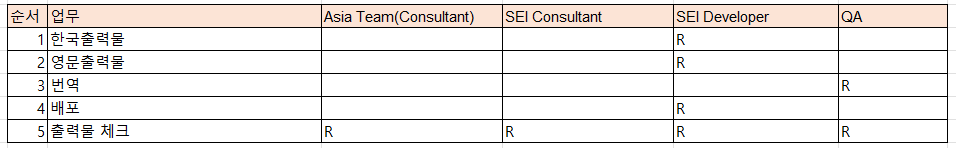 순서 업무 Asia Team(Consultant) SEI Consultant SEI Developer QA
1 한국출력물 R
2 영문출력물 R
3 번역 R
4 배포 R
5 출력물 체크 R R R R